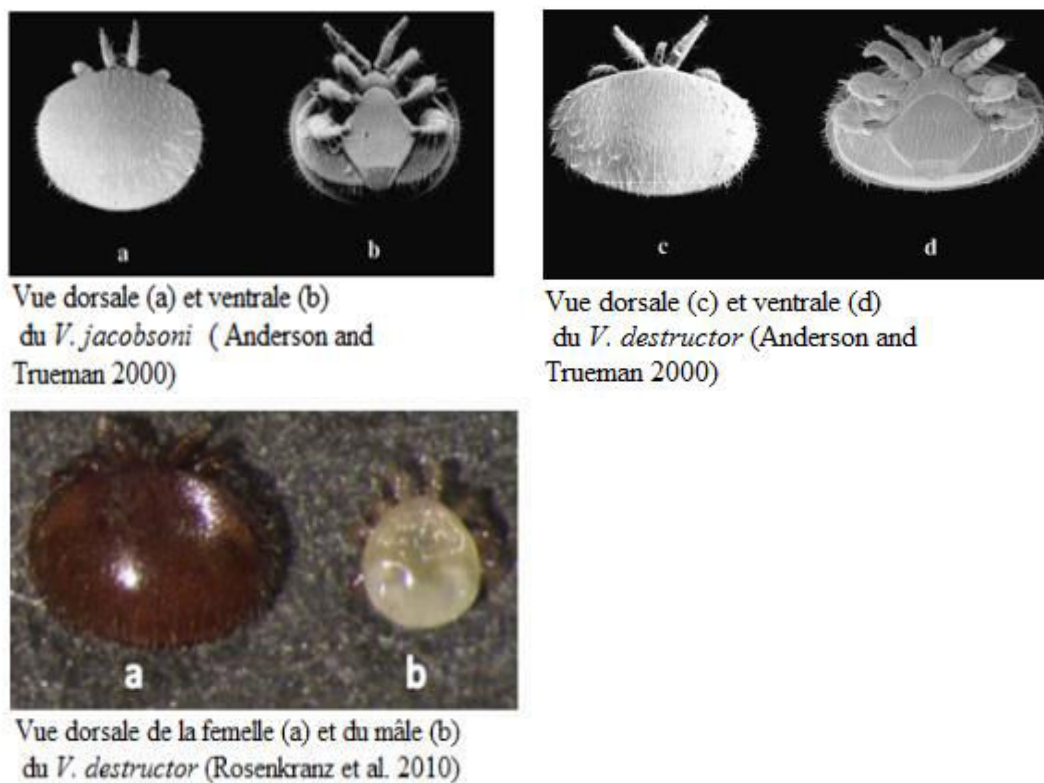 a
b
Vue dorsale (a) et ventrale (b)
du V. jacobsoni ( Anderson and
Trueman 2000)
c
d
Vue dorsale (c) et ventrale (d)
du V. destructor (Anderson and
Trueman 2000)
a
b
Vue dorsale de la femelle (a) et du mâle (b)
du V. destructor (Rosenkranz et al. 2010)